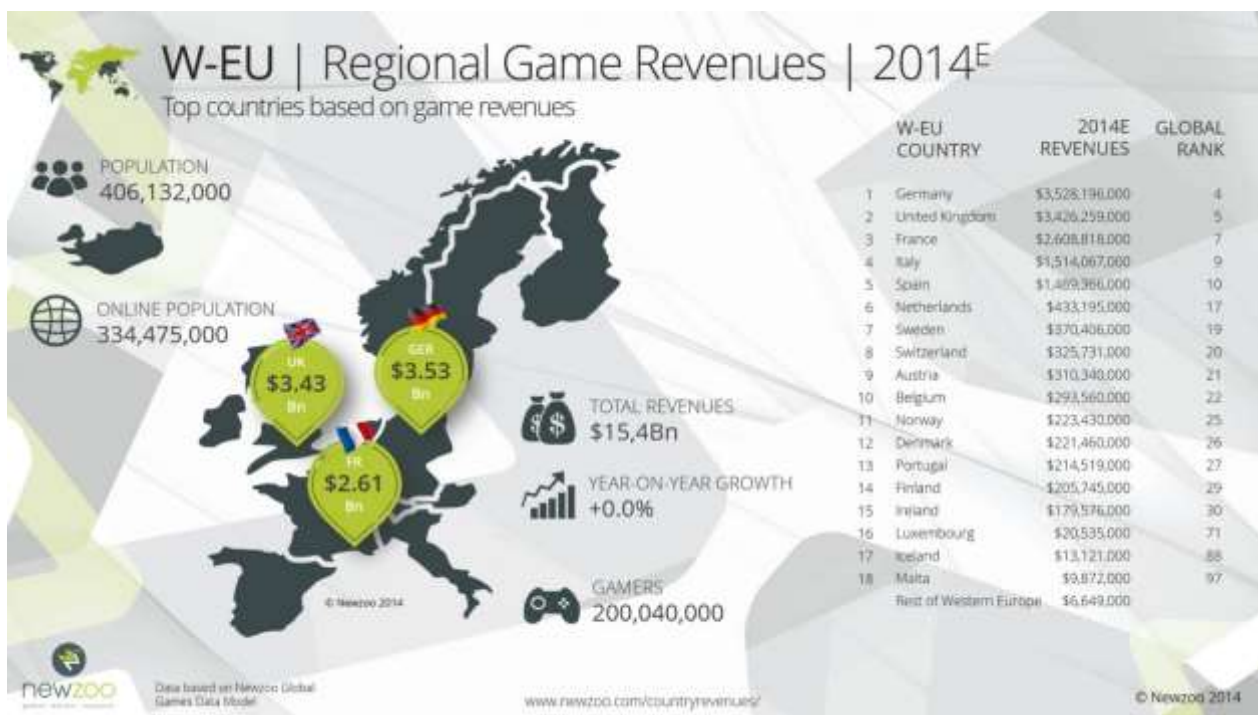 W-EU | Regional Game Revenues | 2014E
Top countries based on game revenues
POPULATION
406,132,000
ONLINE POPULATION
334,475,000
UK
$3,43
Bn
GER
$3.53
Bn
FR
$2.61
Bn
© Newzoo 2014
TOTAL REVENUES
$15,4Bn
YEAR-ON-YEAR GROWTH
+0.0%
GAMERS
200,040,000
W-EU COUNTRY 2014E REVENUES GLOBAL RANK
1 Germany $3,528,196,000 4
2 United Kingdom $3,426,259,000 5
3 France $2,608,818,000 7
4 Italy $1,514,067,000 9
5 Spain $1,469,366,000 10
6 Netherlands $433,195,000 17
7 Sweden $370,406,000 19
8 Switzerland $325,731,000 20
9 Austria $310,340,000 21
10 Belgium $293,560,000 22
11 Norway $223,430,000 25
12 Denmark $221,460,000 26
13 Portugal $214,519,000 27
14 Finland $205,745,000 29
15 Ireland $179,576,000 30
16 Luxembourg $20,535,000 71
17 Iceland $13,121,000 88
18 Malta $9,872,000 97
Rest of Western Europe $6,649,000
newzoo
Data based on Newzoo Global
Games Data Model
www.newzoo.com/countryrevenues/
© Newzoo 2014